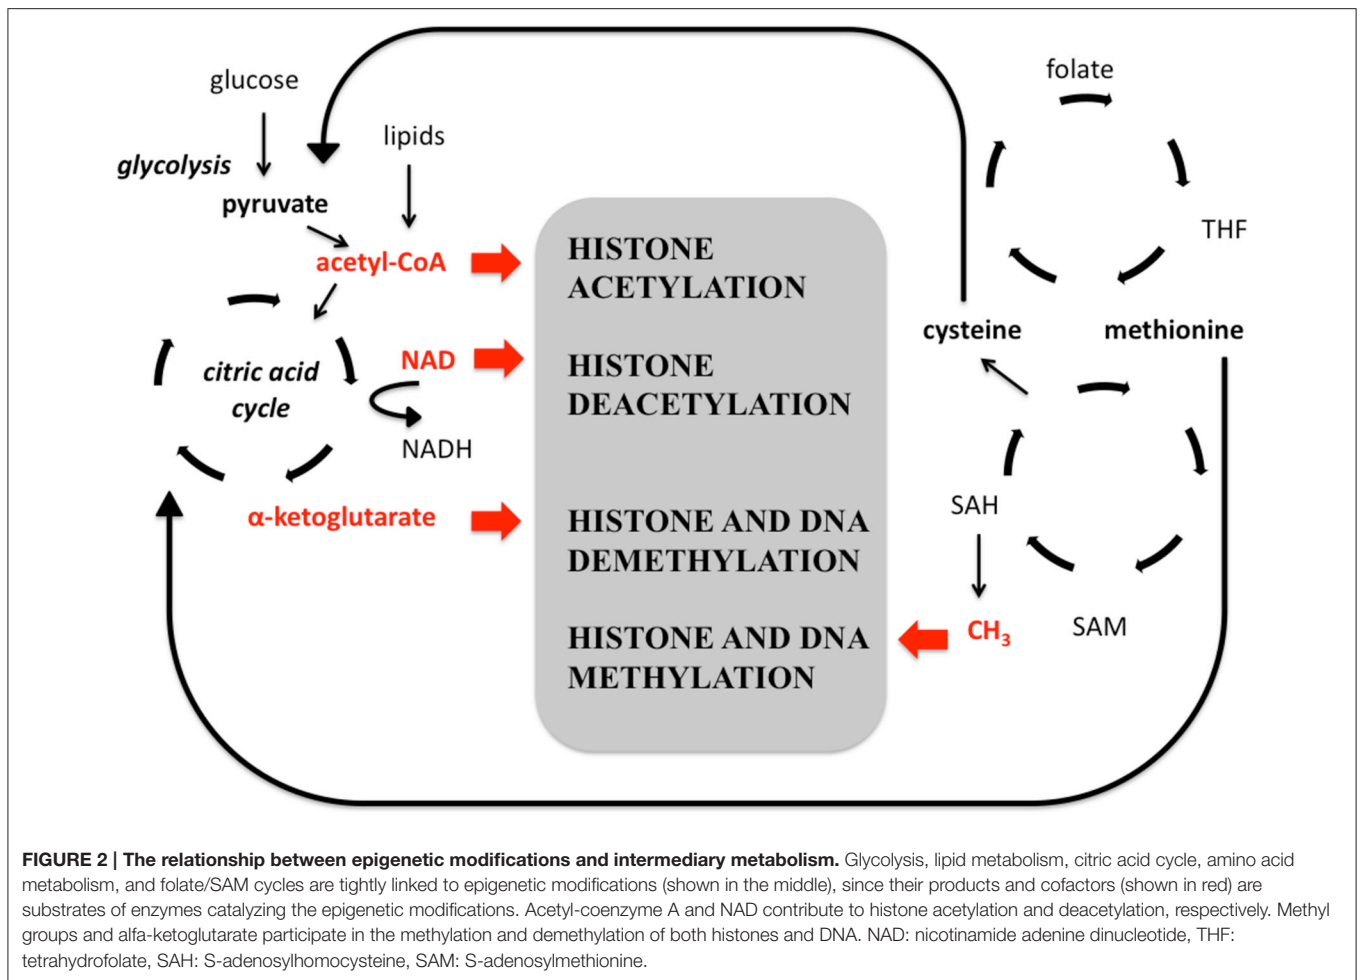 glucose
folate
lipids
glycolysis
pyruvate
THF
acetyl-CoA
HISTONE
ACETYLATION
cysteine
methionine
NAD
HISTONE
DEACETYLATION
citric acid
cycle
NADH
SAH
α-ketoglutarate
HISTONE AND DNA
DEMETHYLATION
HISTONE AND DNA
METHYLATION
CH3
SAM
FIGURE 2 | The relationship between epigenetic modifications and intermediary metabolism. Glycolysis, lipid metabolism, citric acid cycle, amino acid
metabolism, and folate/SAM cycles are tightly linked to epigenetic modifications (shown in the middle), since their products and cofactors (shown in red) are
substrates of enzymes catalyzing the epigenetic modifications. Acetyl-coenzyme A and NAD contribute to histone acetylation and deacetylation, respectively. Methyl
groups and alfa-ketoglutarate participate in the methylation and demethylation of both histones and DNA. NAD: nicotinamide adenine dinucleotide, THF:
tetrahydrofolate, SAH: S-adenosylhomocysteine, SAM: S-adenosylmethionine.